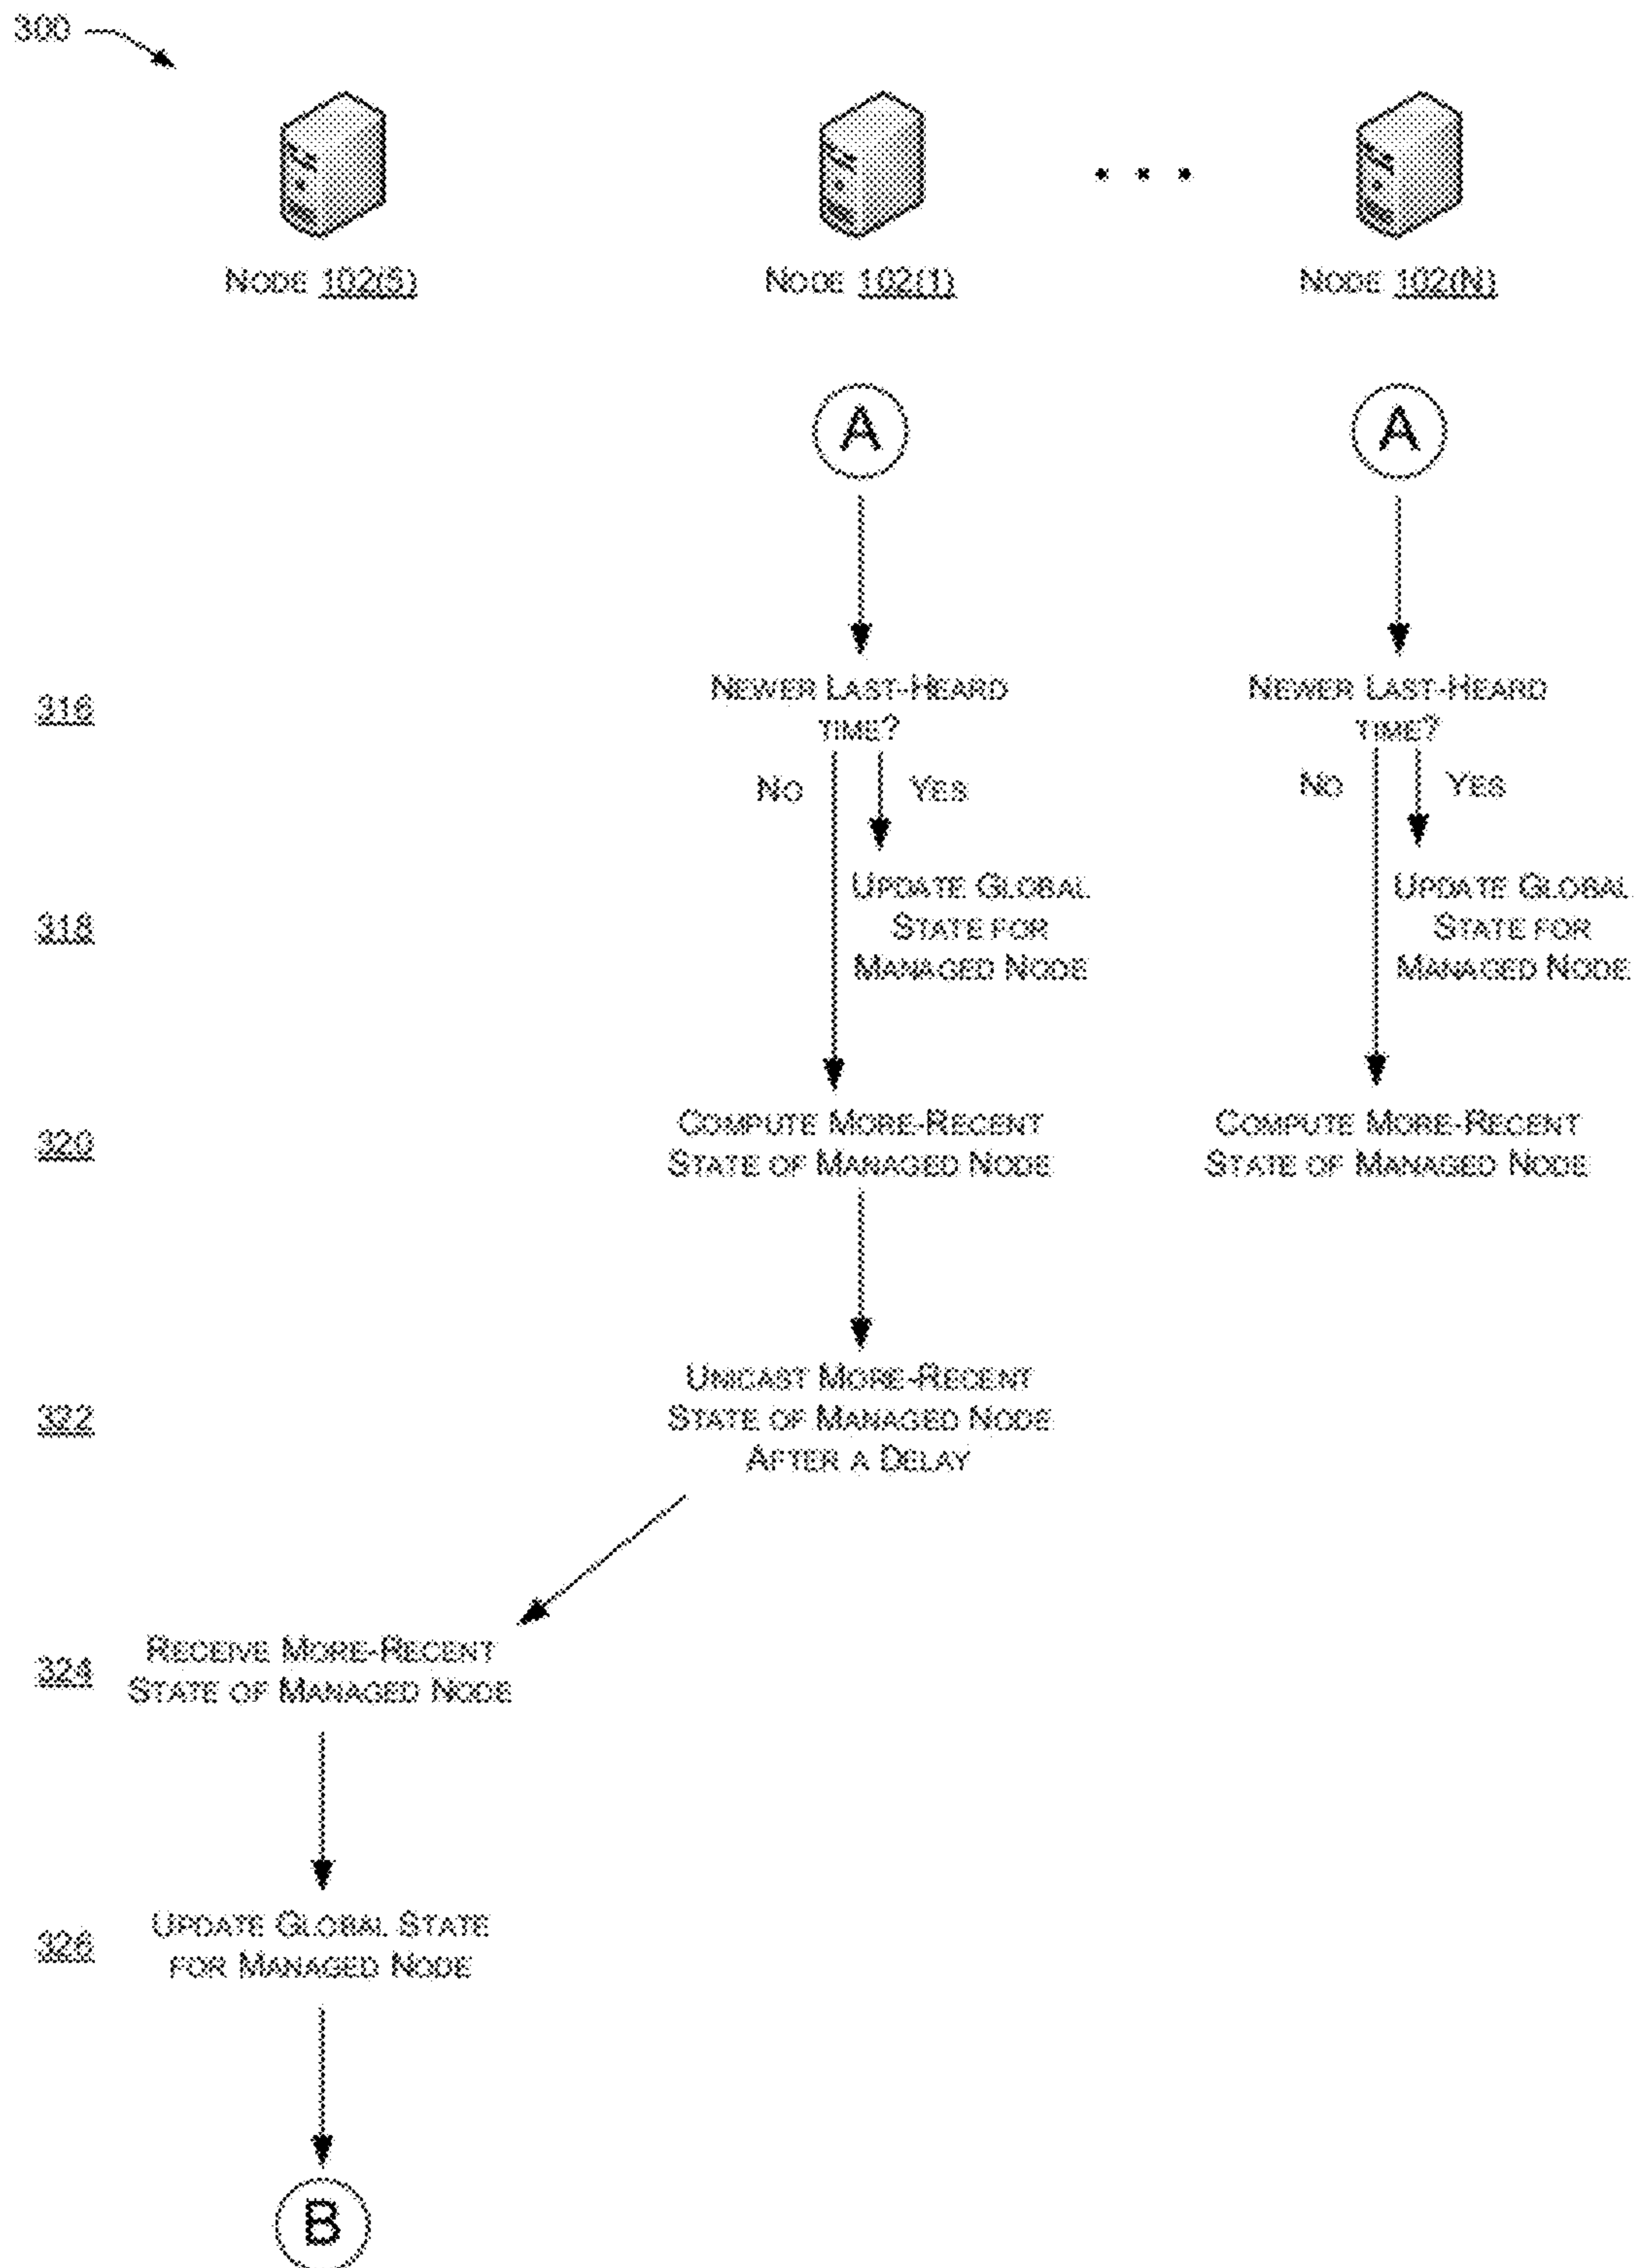 300
NODE 102(5) NODE 102(1) NODE 102(N)
A A
316
NEWER LAST-HEARD
TIME?
NEWER LAST-HEARD
TIME?
NO YES
NO YES
318
UPDATE GLOBAL
STATE FOR
MANAGED NODE
UPDATE GLOBAL
STATE FOR
MANAGED NODE
320
COMPUTE MORE-RECENT
STATE OF MANAGED NODE
COMPUTE MORE-RECENT
STATE OF MANAGED NODE
322
UNICAST MORE-RECENT
STATE OF MANAGED NODE
AFTER A DELAY
324
RECEIVE MORE-RECENT
STATE OF MANAGED NODE
326
UPDATE GLOBAL STATE
FOR MANAGED NODE
B